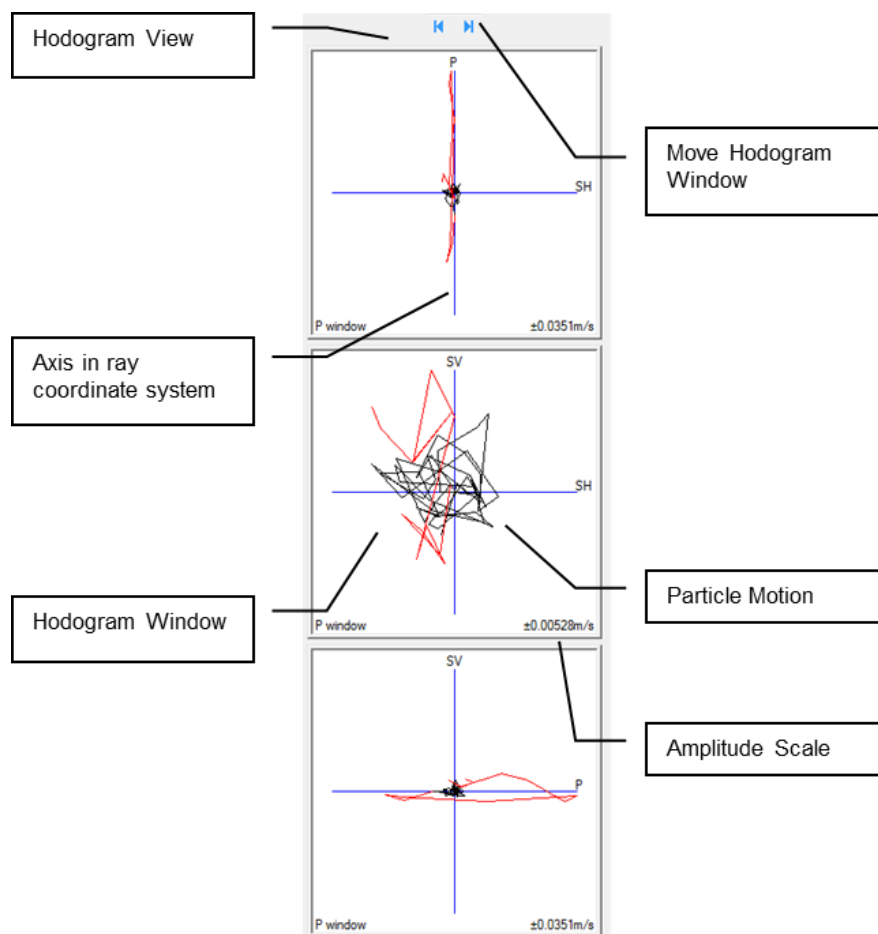 Hodogram View
P
SH
Move Hodogram
Window
P window
±0.0351m/s
Axis in ray
coordinate system
SV
SH
Hodogram Window
Particle Motion
P window
±0.00528m/s
SV
Amplitude Scale
P
P window
±0.0351m/s